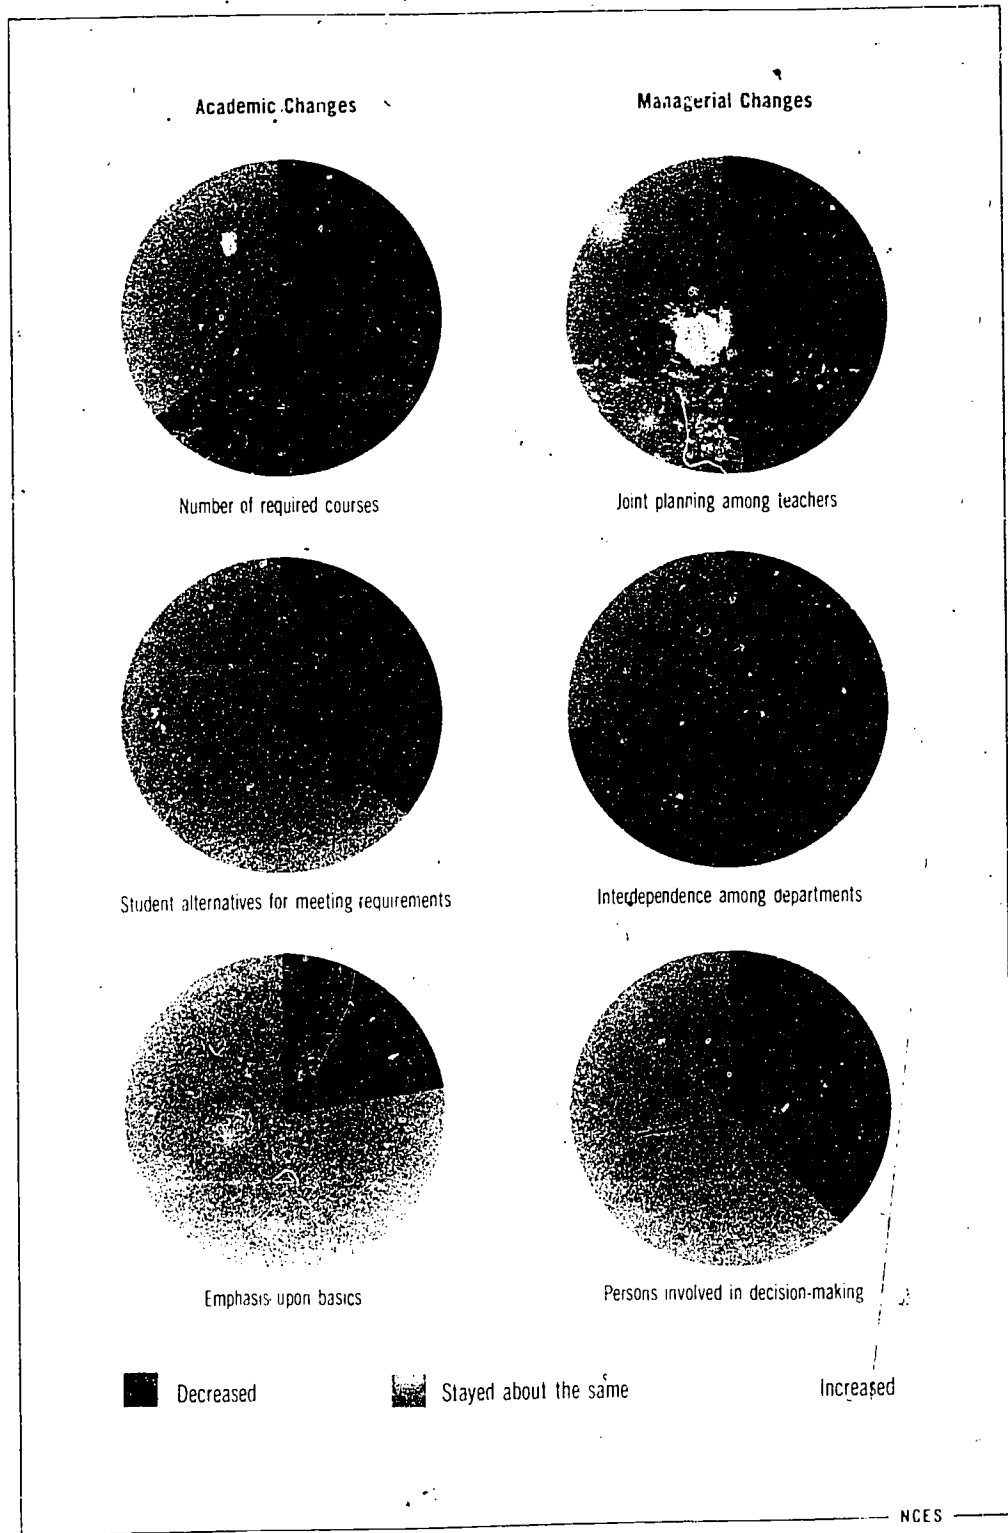 Academic Changes
Managerial Changes
Number of required courses
Joint planning among teachers
Student alternatives for meeting requirements
Interdependence among departments
Emphasis upon basics
Persons involved in decision-making
Decreased
Stayed about the same
Increased
NCES